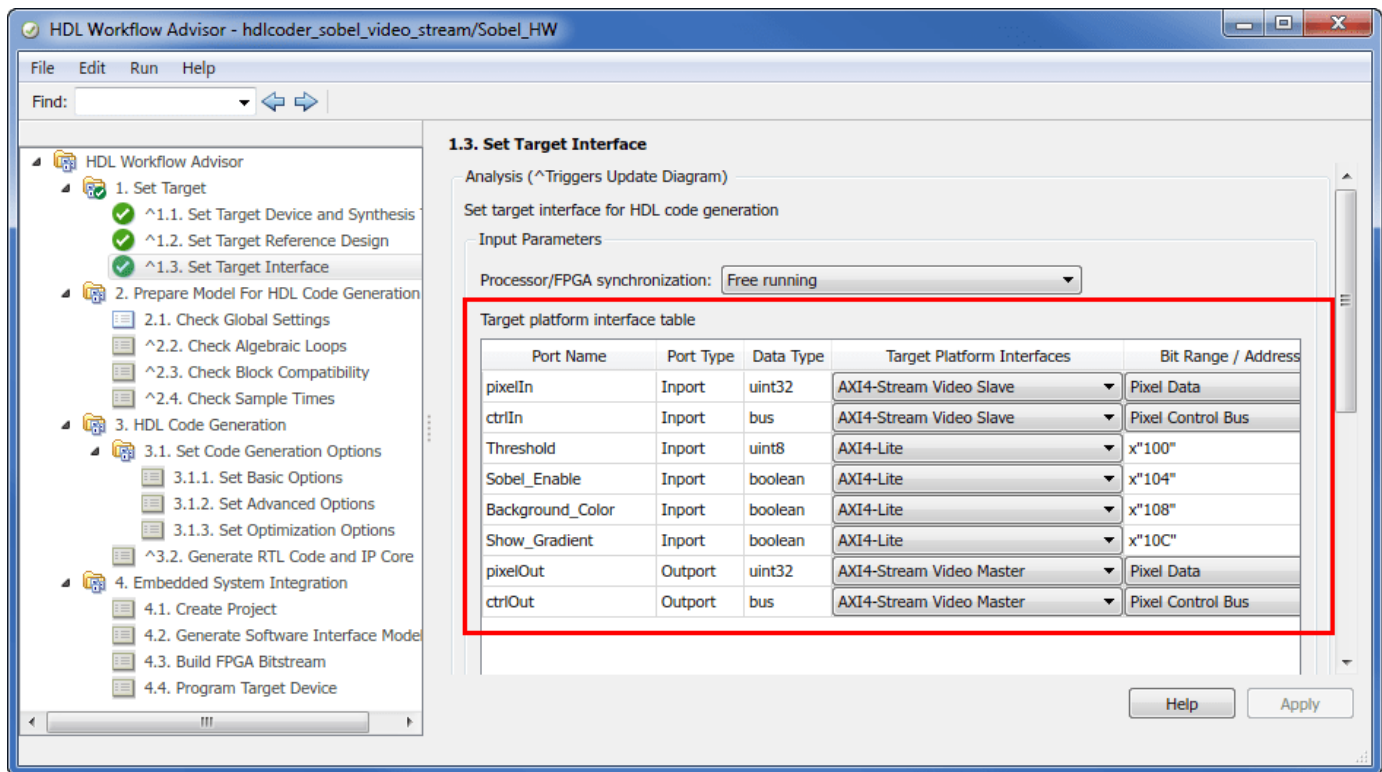 HDL Workflow Advisor - hdlcoder_sobel_video_stream/Sobel_HW
File Edit Run Help
Find:
HDL Workflow Advisor
1. Set Target
^1.1. Set Target Device and Synthesis
^1.2. Set Target Reference Design
^1.3. Set Target Interface
2. Prepare Model For HDL Code Generation
2.1. Check Global Settings
^2.2. Check Algebraic Loops
^2.3. Check Block Compatibility
^2.4. Check Sample Times
3. HDL Code Generation
3.1. Set Code Generation Options
3.1.1. Set Basic Options
3.1.2. Set Advanced Options
3.1.3. Set Optimization Options
^3.2. Generate RTL Code and IP Core
4. Embedded System Integration
4.1. Create Project
4.2. Generate Software Interface Model
4.3. Build FPGA Bitstream
4.4. Program Target Device
1.3. Set Target Interface
Analysis (^Triggers Update Diagram)
Set target interface for HDL code generation
Input Parameters
Processor/FPGA synchronization: Free running
Target platform interface table
Port Name Port Type Data Type Target Platform Interfaces Bit Range / Address
pixelIn Inport uint32 AXI4-Stream Video Slave Pixel Data
ctrlIn Inport bus AXI4-Stream Video Slave Pixel Control Bus
Threshold Inport uint8 AXI4-Lite x"100"
Sobel_Enable Inport boolean AXI4-Lite x"104"
Background_Color Inport boolean AXI4-Lite x"108"
Show_Gradient Inport boolean AXI4-Lite x"10C"
pixelOut Outport uint32 AXI4-Stream Video Master Pixel Data
ctrlOut Outport bus AXI4-Stream Video Master Pixel Control Bus
Help Apply